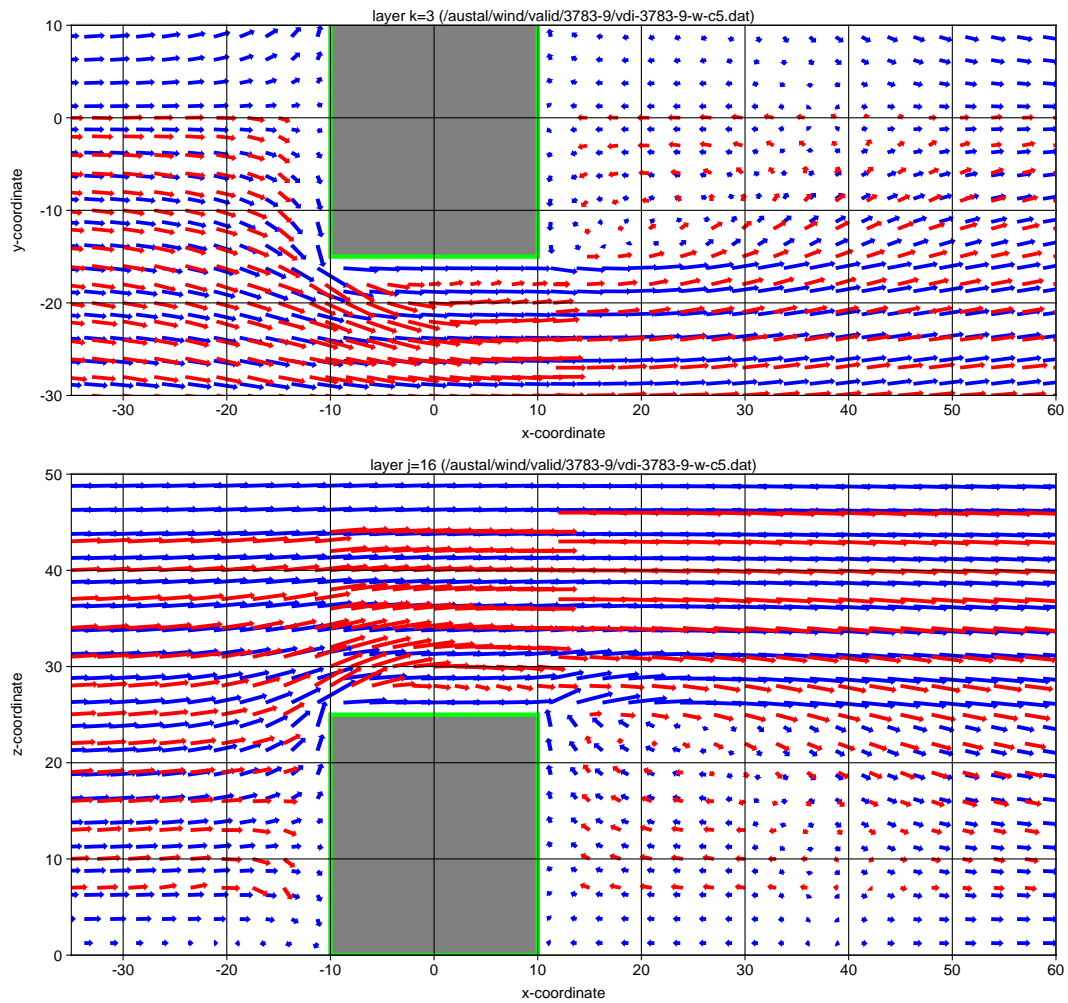 layer k=3 (/austal/wind/valid/3783-9/vdi-3783-9-w-c5.dat)
10
0
-10
-20
-30
y-coordinate
-30 -20 -10 0 10 20 30 40 50 60
x-coordinate
layer j=16 (/austal/wind/valid/3783-9/vdi-3783-9-w-c5.dat)
50
40
30
20
10
0
z-coordinate
-30 -20 -10 0 10 20 30 40 50 60
x-coordinate